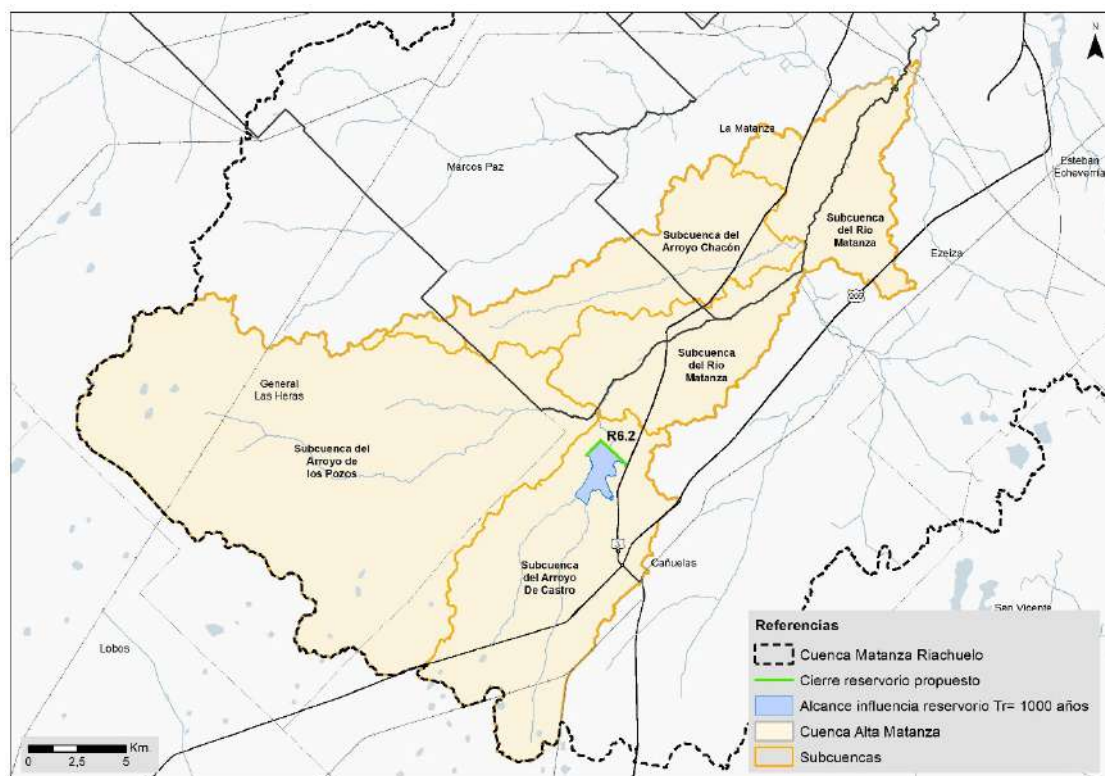 N
La Matanza
Marcos Paz
Esteban
Echeverría
Subcuenca
del Río
Matanza
Subcuenca del
Arroyo Chacón
Ezeiza
205
Subcuenca
del Río
Matanza
General
Las Heras
R6.2
Subcuenca del
Arroyo de
los Pozos
3
Subcuenca
del Arroyo
De Castro
Cañuelas
San Vicente
Lobos
Referencias
Cuenca Matanza Riachuelo
Cierre reservorio propuesto
Alcance influencia reservorio Tr= 1000 años
Cuenca Alta Matanza
Subcuencas
Km.
0 2,5 5